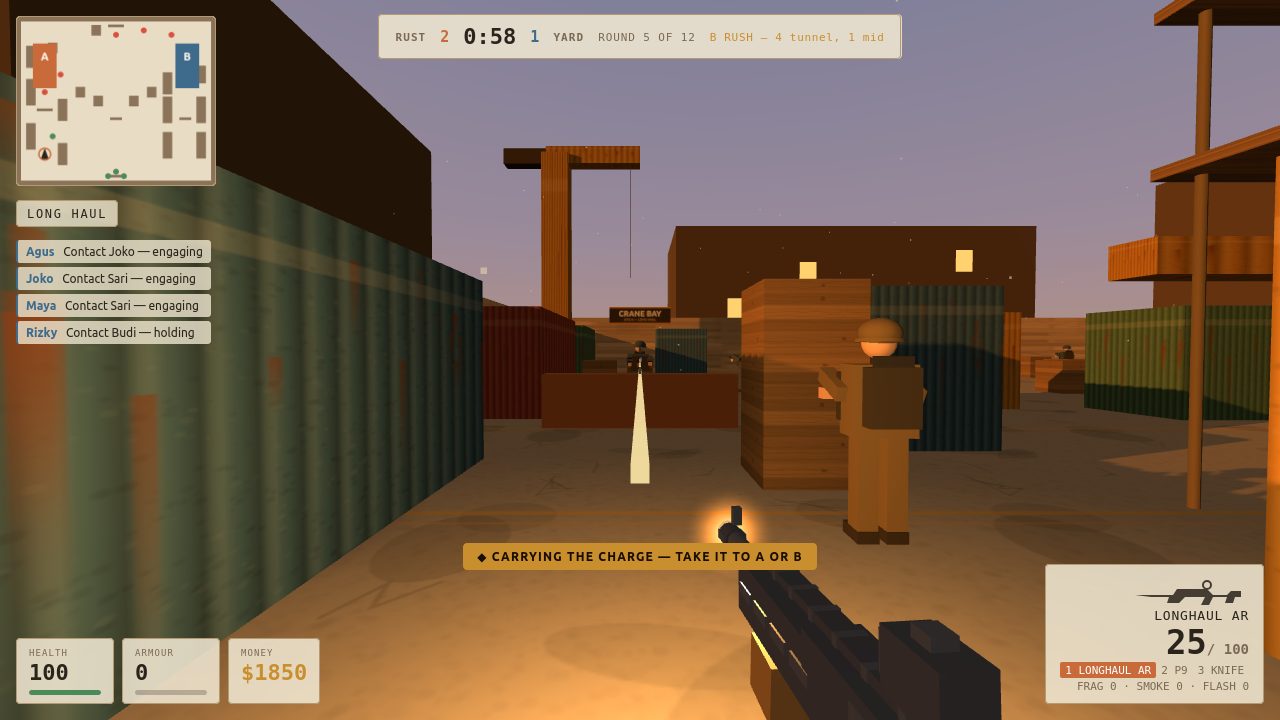 RUST 2 0:58 1 YARD ROUND 5 OF 12 B RUSH — 4 tunnel, 1 mid
A
B
LONG HAUL
Agus Contact Joko — engaging
Joko Contact Sari — engaging
Maya Contact Sari — engaging
Rizky Contact Budi — holding
CRANE BAY
◆ CARRYING THE CHARGE — TAKE IT TO A OR B
HEALTH
100
ARMOUR
0
MONEY
$1850
LONGHAUL AR
25 / 100
1 LONGHAUL AR 2 P9 3 KNIFE
FRAG 0 · SMOKE 0 · FLASH 0